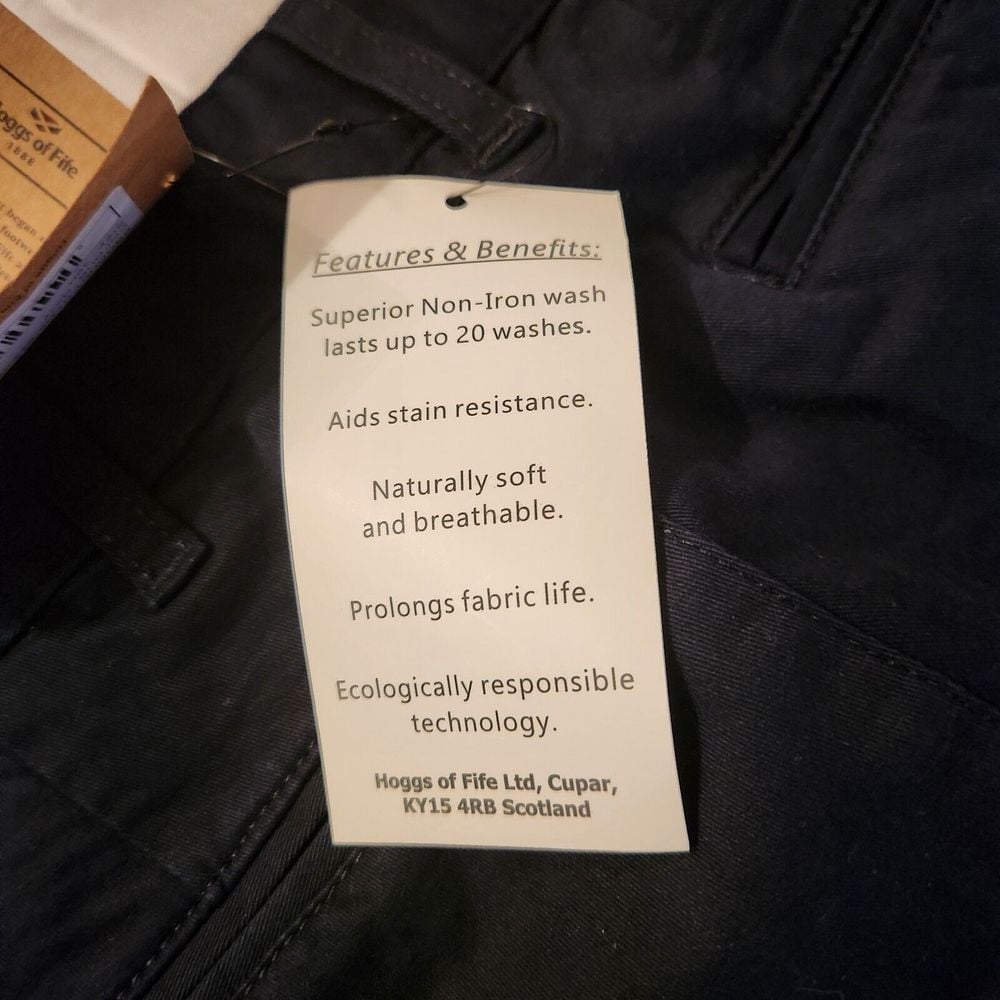 Hoggs of Fife
1888
Features & Benefits:
Superior Non-Iron wash
lasts up to 20 washes.
Aids stain resistance.
Naturally soft
and breathable.
Prolongs fabric life.
Ecologically responsible
technology.
Hoggs of Fife Ltd, Cupar,
KY15 4RB Scotland